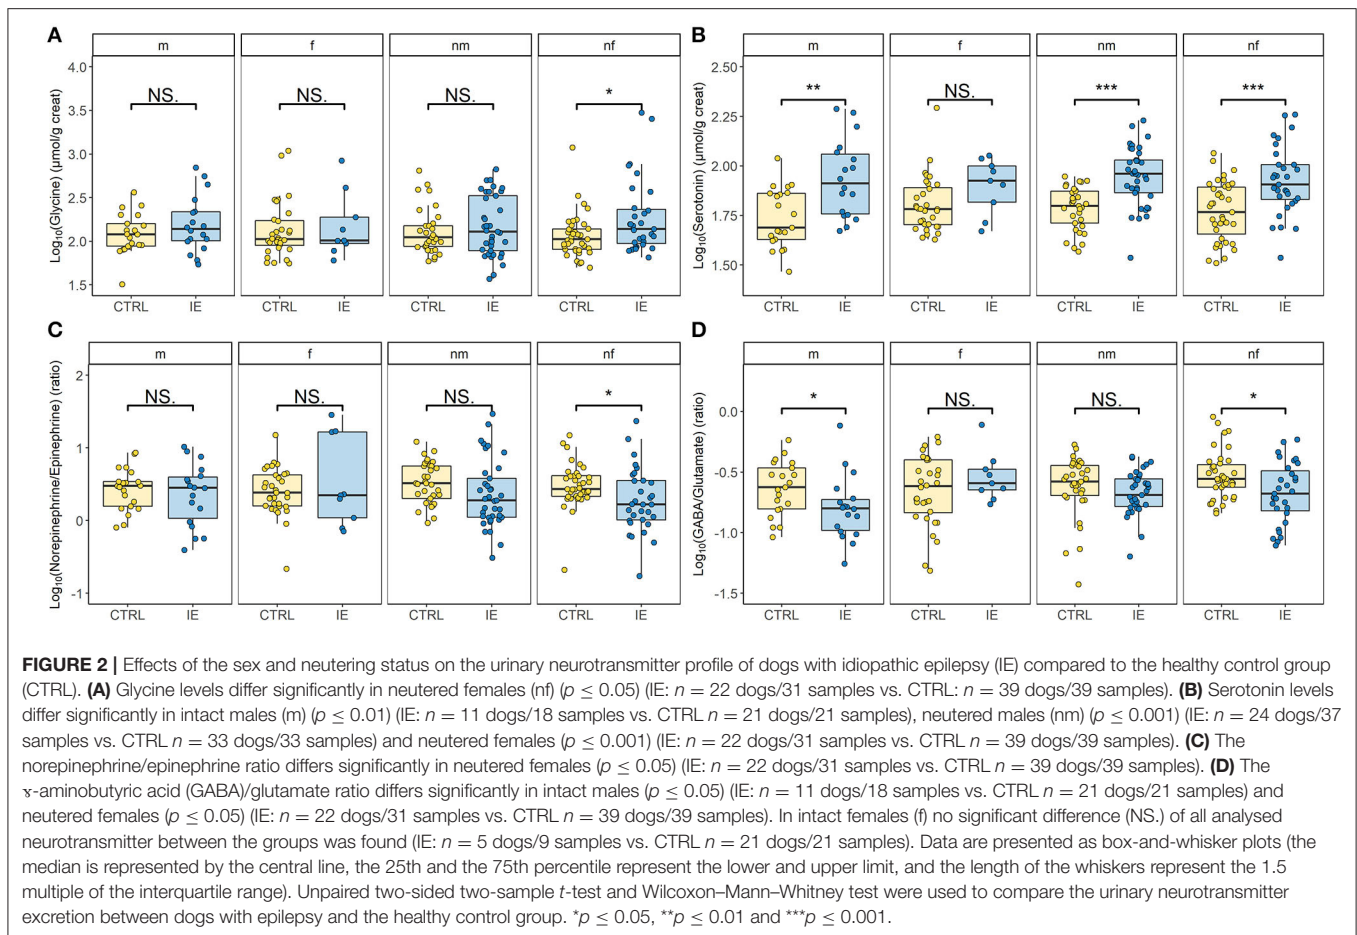 A
m f nm nf
Log10(Glycine) (µmol/g creat)
4.0
3.5
3.0
2.5
2.0
1.5
NS. NS. NS. *
CTRL IE CTRL IE CTRL IE CTRL IE
B
m f nm nf
Log10(Serotonin) (µmol/g creat)
2.50
2.25
2.00
1.75
1.50
** NS. *** ***
CTRL IE CTRL IE CTRL IE CTRL IE
C
m f nm nf
Log10(Norepinephrine/Epinephrine) (ratio)
2
1
0
-1
NS. NS. NS. *
CTRL IE CTRL IE CTRL IE CTRL IE
D
m f nm nf
Log10(GABA/Glutamate) (ratio)
0.0
-0.5
-1.0
-1.5
* NS. NS. *
CTRL IE CTRL IE CTRL IE CTRL IE
FIGURE 2 | Effects of the sex and neutering status on the urinary neurotransmitter profile of dogs with idiopathic epilepsy (IE) compared to the healthy control group
(CTRL). (A) Glycine levels differ significantly in neutered females (nf) (p ≤ 0.05) (IE: n = 22 dogs/31 samples vs. CTRL: n = 39 dogs/39 samples). (B) Serotonin levels
differ significantly in intact males (m) (p ≤ 0.01) (IE: n = 11 dogs/18 samples vs. CTRL n = 21 dogs/21 samples), neutered males (nm) (p ≤ 0.001) (IE: n = 24 dogs/37
samples vs. CTRL n = 33 dogs/33 samples) and neutered females (p ≤ 0.001) (IE: n = 22 dogs/31 samples vs. CTRL n = 39 dogs/39 samples). (C) The
norepinephrine/epinephrine ratio differs significantly in neutered females (p ≤ 0.05) (IE: n = 22 dogs/31 samples vs. CTRL n = 39 dogs/39 samples). (D) The
ɤ-aminobutyric acid (GABA)/glutamate ratio differs significantly in intact males (p ≤ 0.05) (IE: n = 11 dogs/18 samples vs. CTRL n = 21 dogs/21 samples) and
neutered females (p ≤ 0.05) (IE: n = 22 dogs/31 samples vs. CTRL n = 39 dogs/39 samples). In intact females (f) no significant difference (NS.) of all analysed
neurotransmitter between the groups was found (IE: n = 5 dogs/9 samples vs. CTRL n = 21 dogs/21 samples). Data are presented as box-and-whisker plots (the
median is represented by the central line, the 25th and the 75th percentile represent the lower and upper limit, and the length of the whiskers represent the 1.5
multiple of the interquartile range). Unpaired two-sided two-sample t-test and Wilcoxon–Mann–Whitney test were used to compare the urinary neurotransmitter
excretion between dogs with epilepsy and the healthy control group. *p ≤ 0.05, **p ≤ 0.01 and ***p ≤ 0.001.